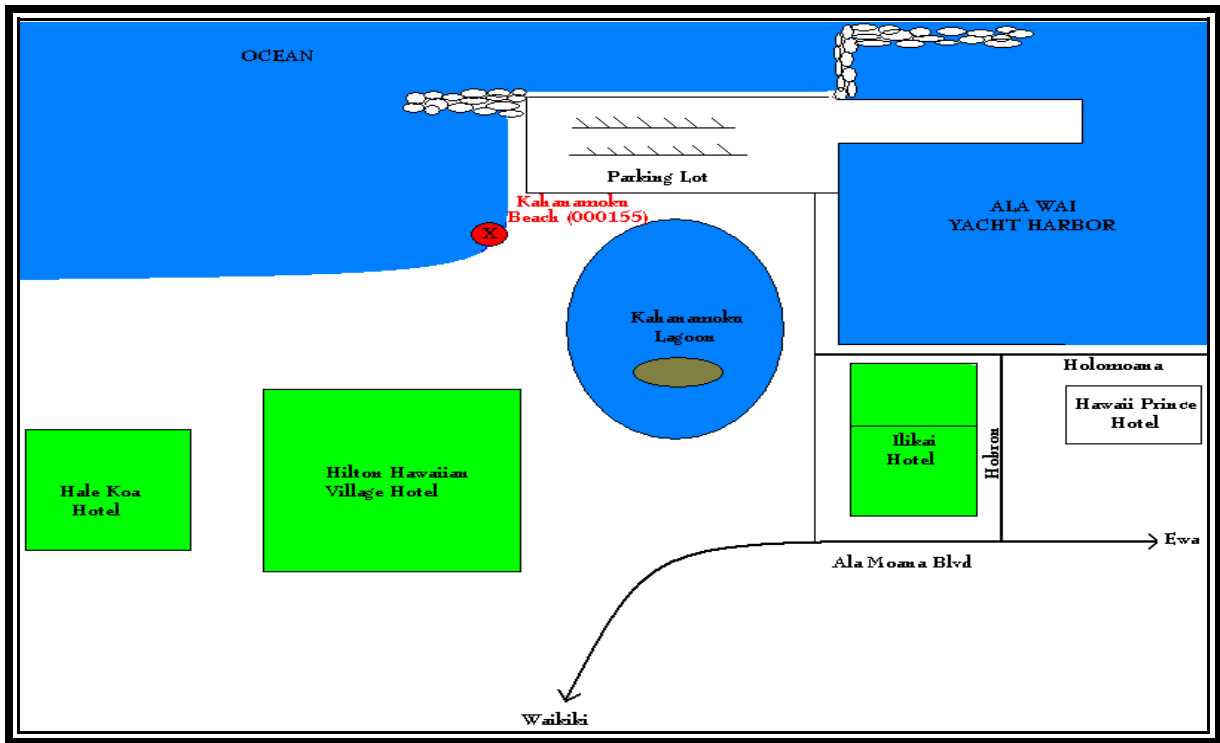 OCEAN
Parking Lot
Kahanamoku
Beach (000155)
X
ALA WAI
YACHT HARBOR
Kahanamoku
Lagoon
Holomoana
Hawaii Prince
Hotel
Ilikai
Hotel
Hobron
Hilton Hawaiian
Village Hotel
Hale Koa
Hotel
Ewa
Ala Moana Blvd
Waikiki